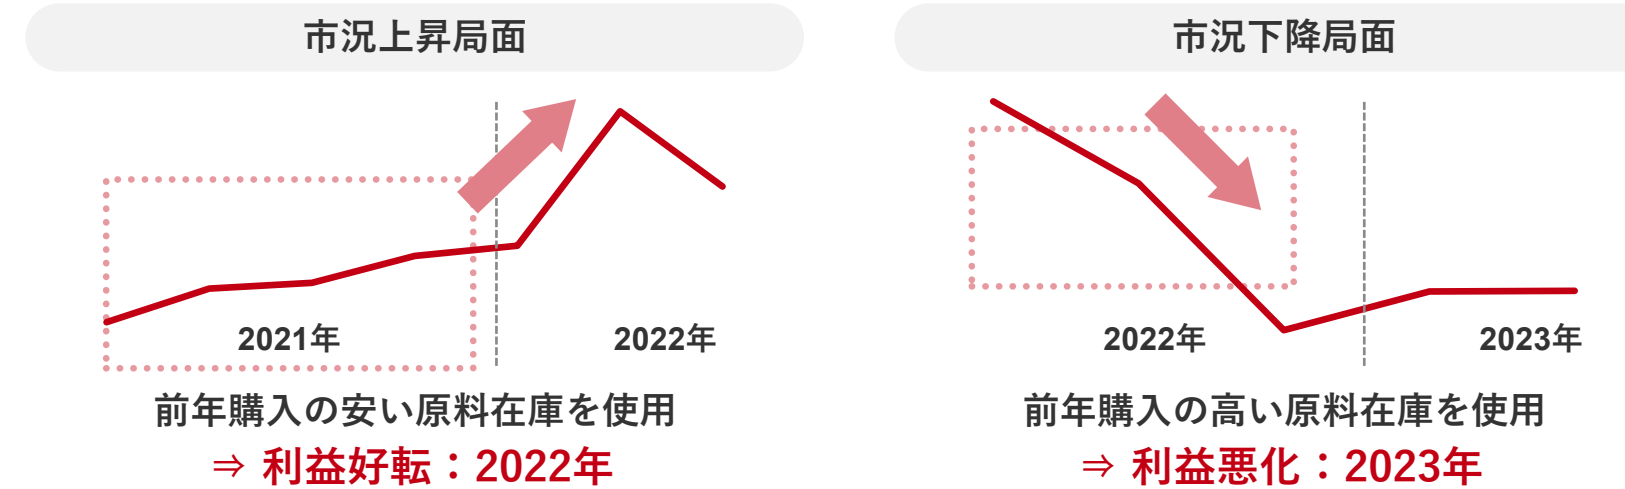 市況上昇局面
2021年
2022年
前年購入の安い原料在庫を使用
⇒ 利益好転：2022年
市況下降局面
2022年
2023年
前年購入の高い原料在庫を使用
⇒ 利益悪化：2023年